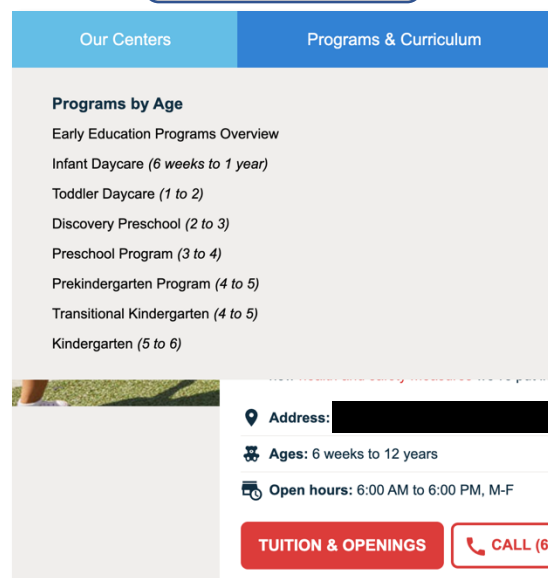 Our Centers
Programs & Curriculum
Programs by Age
Early Education Programs Overview
Infant Daycare (6 weeks to 1 year)
Toddler Daycare (1 to 2)
Discovery Preschool (2 to 3)
Preschool Program (3 to 4)
Prekindergarten Program (4 to 5)
Transitional Kindergarten (4 to 5)
Kindergarten (5 to 6)
Address:
Ages: 6 weeks to 12 years
Open hours: 6:00 AM to 6:00 PM, M-F
TUITION & OPENINGS
CALL (6